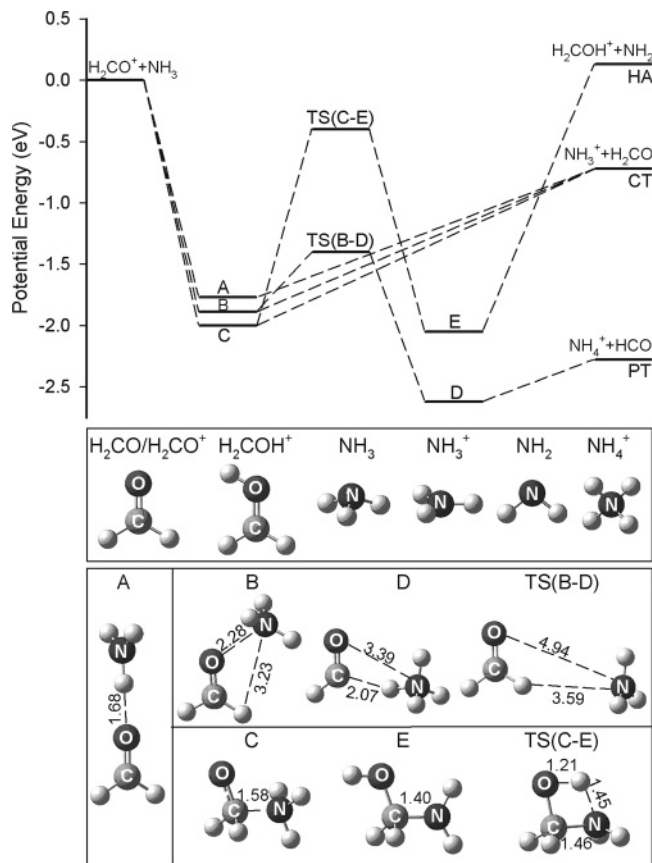 0.5
0.0
-0.5
-1.0
-1.5
-2.0
-2.5
Potential Energy (eV)
H₂CO⁺+NH₃
TS(C-E)
TS(B-D)
A
B
C
E
D
H₂COH⁺+NH₂
HA
NH₃⁺+H₂CO
CT
NH₄⁺+HCO
PT
H₂CO/H₂CO⁺ H₂COH⁺ NH₃ NH₃⁺ NH₂ NH₄⁺
O O N N N N
C C
A
N
1.68
O
C
B D TS(B-D)
N O O
2.28 3.39 4.94
O C C
3.23 2.07 3.59
C N N
C E TS(C-E)
O O 1.21
1.58 1.40 O 1.45
C N C N C N
1.46